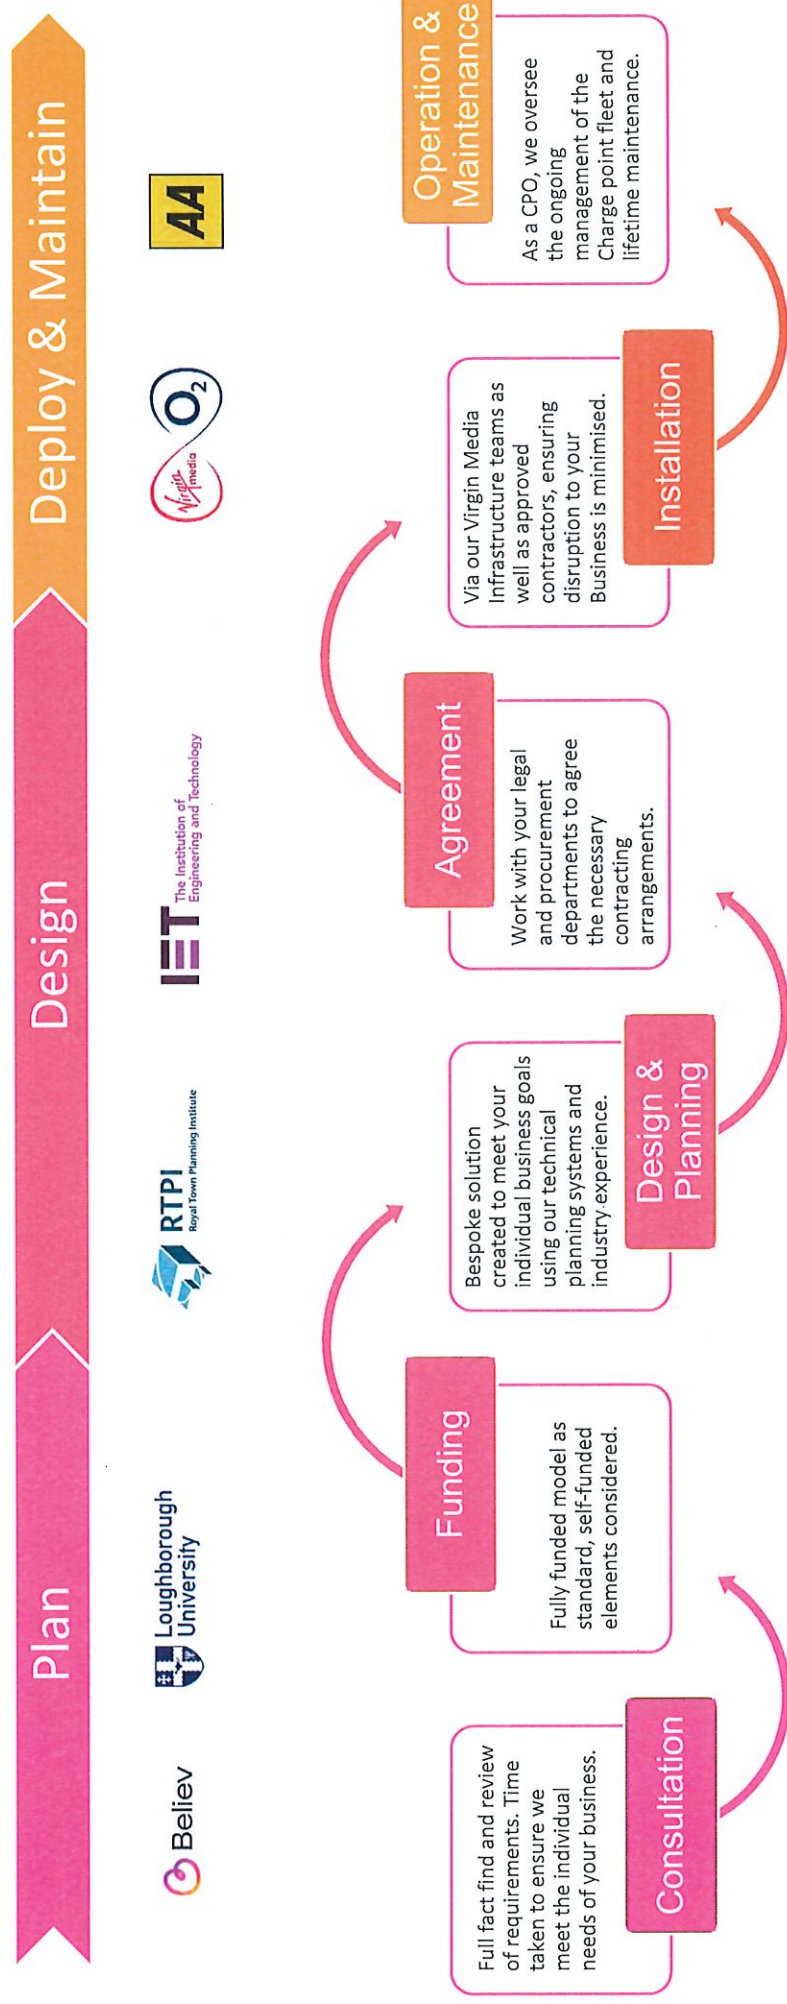 Plan
Design
Deploy & Maintain
Believ
Loughborough
University
RTPI
Royal Town Planning Institute
IET
The Institution of
Engineering and Technology
Virgin
media
O2
AA
Full fact find and review
of requirements. Time
taken to ensure we
meet the individual
needs of your business.
Consultation
Funding
Fully funded model as
standard, self-funded
elements considered.
Bespoke solution
created to meet your
individual business goals
using our technical
planning systems and
industry experience.
Design &
Planning
Agreement
Work with your legal
and procurement
departments to agree
the necessary
contracting
arrangements.
Via our Virgin Media
Infrastructure teams as
well as approved
contractors, ensuring
disruption to your
Business is minimised.
Installation
Operation &
Maintenance
As a CPO, we oversee
the ongoing
management of the
Charge point fleet and
lifetime maintenance.